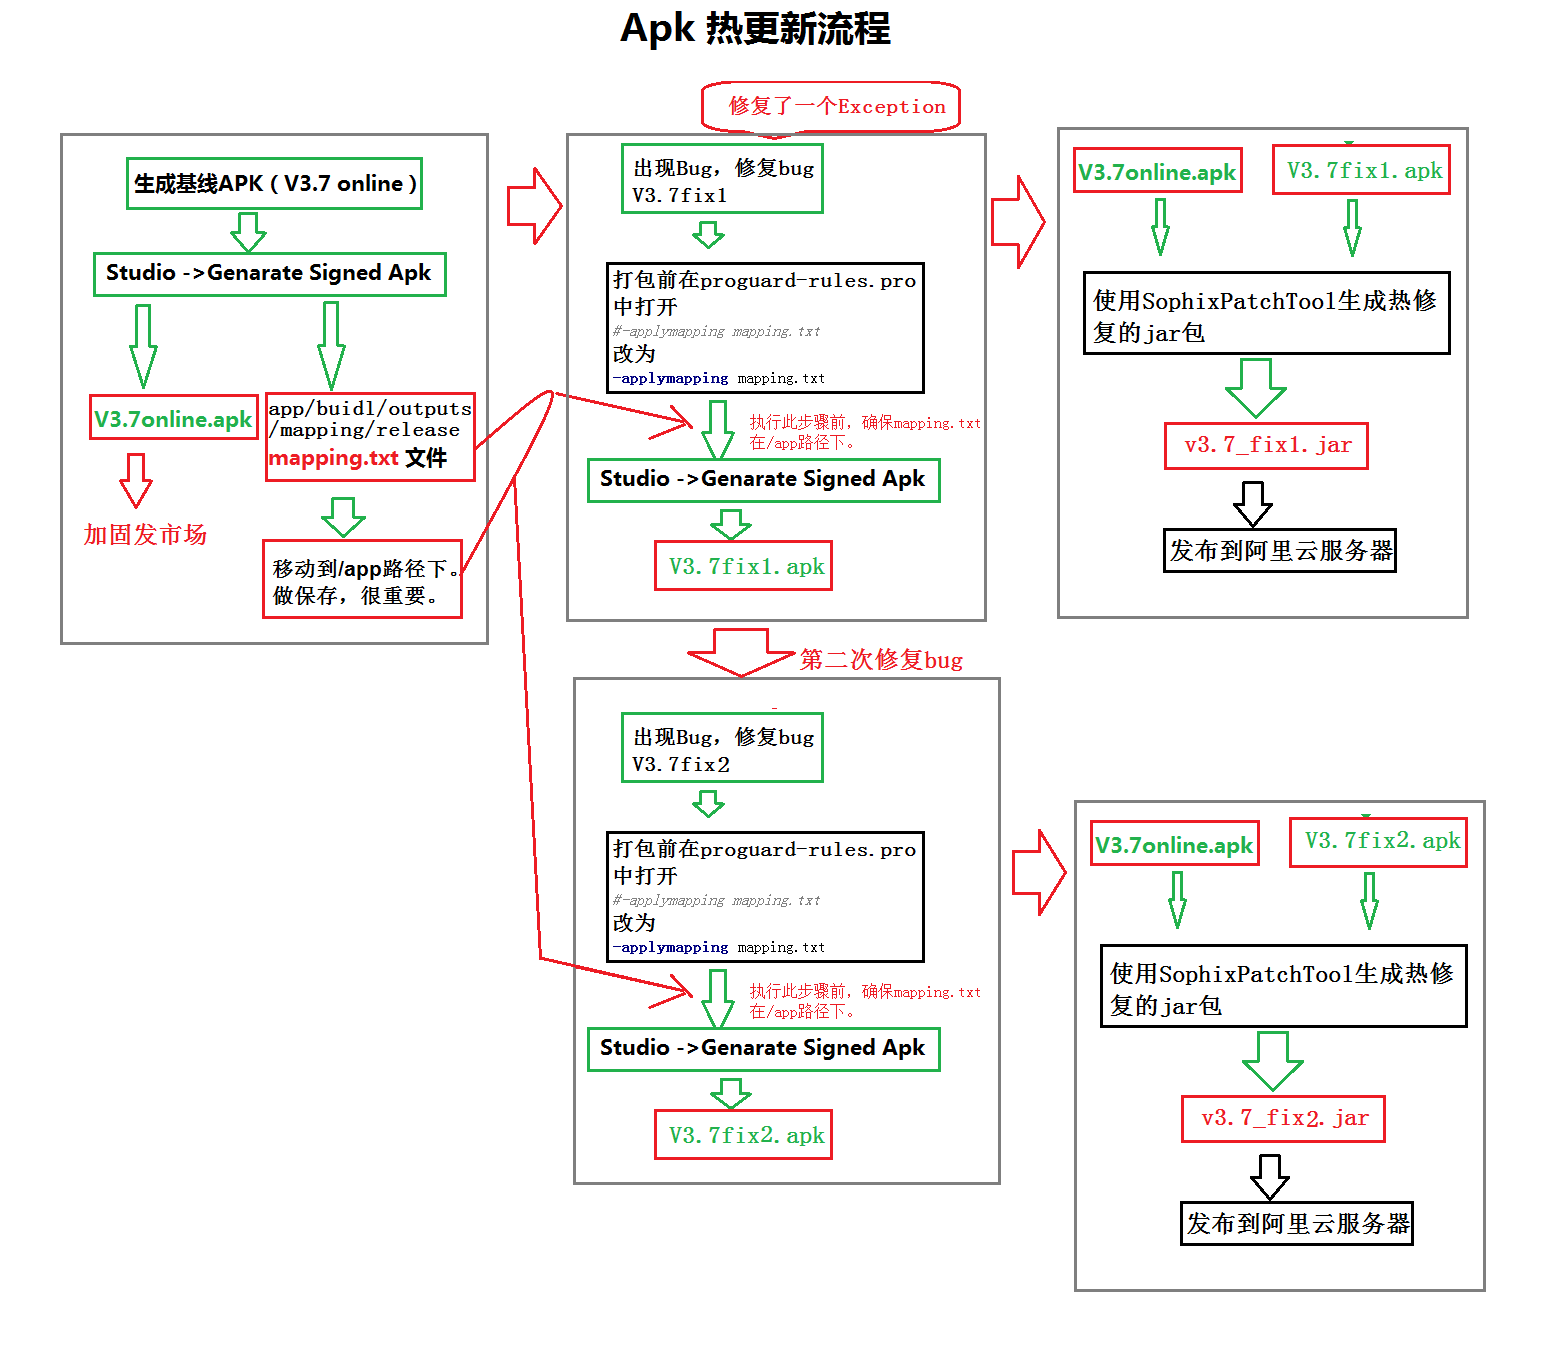 Apk 热更新流程
生成基线APK（V3.7 online）
Studio ->Genarate Signed Apk
V3.7online.apk
加固发市场
app/buidl/outputs
/mapping/release
mapping.txt 文件
移动到/app路径下。
做保存，很重要。
修复了一个Exception
出现Bug，修复bug
V3.7fix1
打包前在proguard-rules.pro
中打开
#-applymapping mapping.txt
改为
-applymapping mapping.txt
执行此步骤前，确保mapping.txt
在/app路径下。
Studio ->Genarate Signed Apk
V3.7fix1.apk
V3.7online.apk
V3.7fix1.apk
使用SophixPatchTool生成热修
复的jar包
v3.7_fix1.jar
发布到阿里云服务器
第二次修复bug
出现Bug，修复bug
V3.7fix2
打包前在proguard-rules.pro
中打开
#-applymapping mapping.txt
改为
-applymapping mapping.txt
执行此步骤前，确保mapping.txt
在/app路径下。
Studio ->Genarate Signed Apk
V3.7fix2.apk
V3.7online.apk
V3.7fix2.apk
使用SophixPatchTool生成热修
复的jar包
v3.7_fix2.jar
发布到阿里云服务器